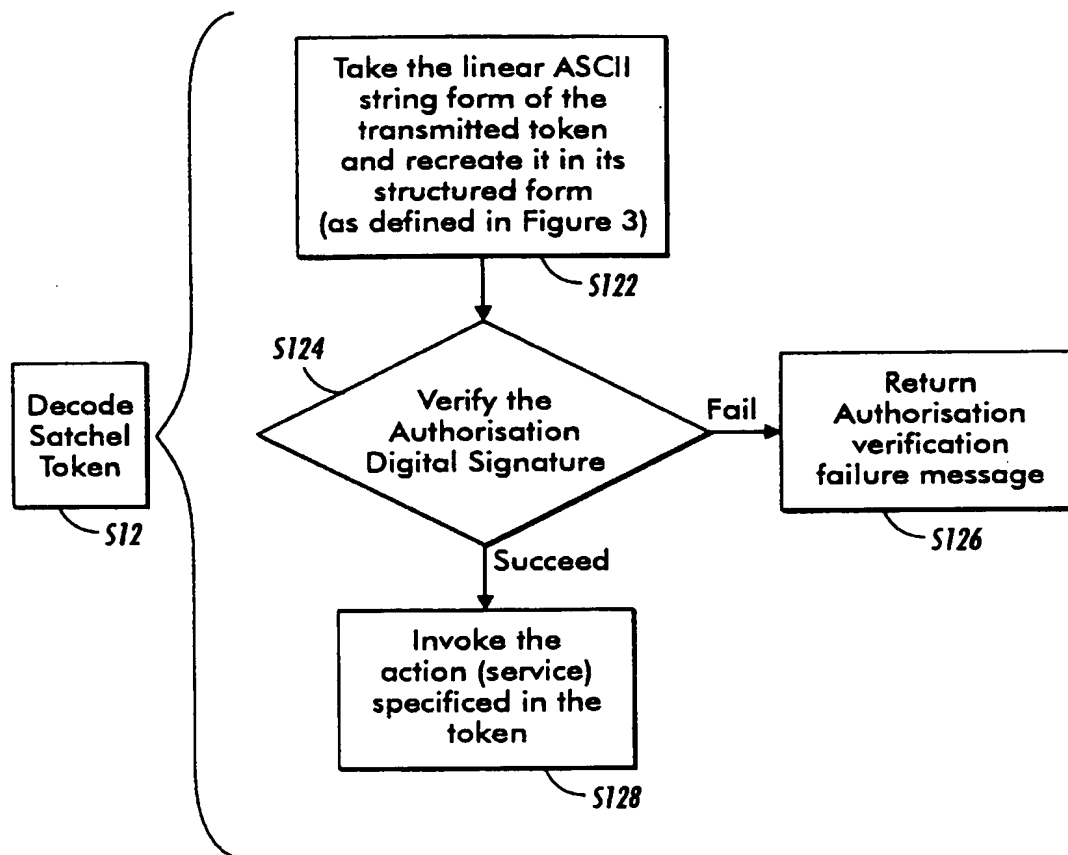 Take the linear ASCII
string form of the
transmitted token
and recreate it in its
structured form
(as defined in Figure 3)
S122
S124
Decode
Satchel
Token
S12
Verify the
Authorisation
Digital Signature
Fail
Return
Authorisation
verification
failure message
S126
Succeed
Invoke the
action (service)
specificed in the
token
S128